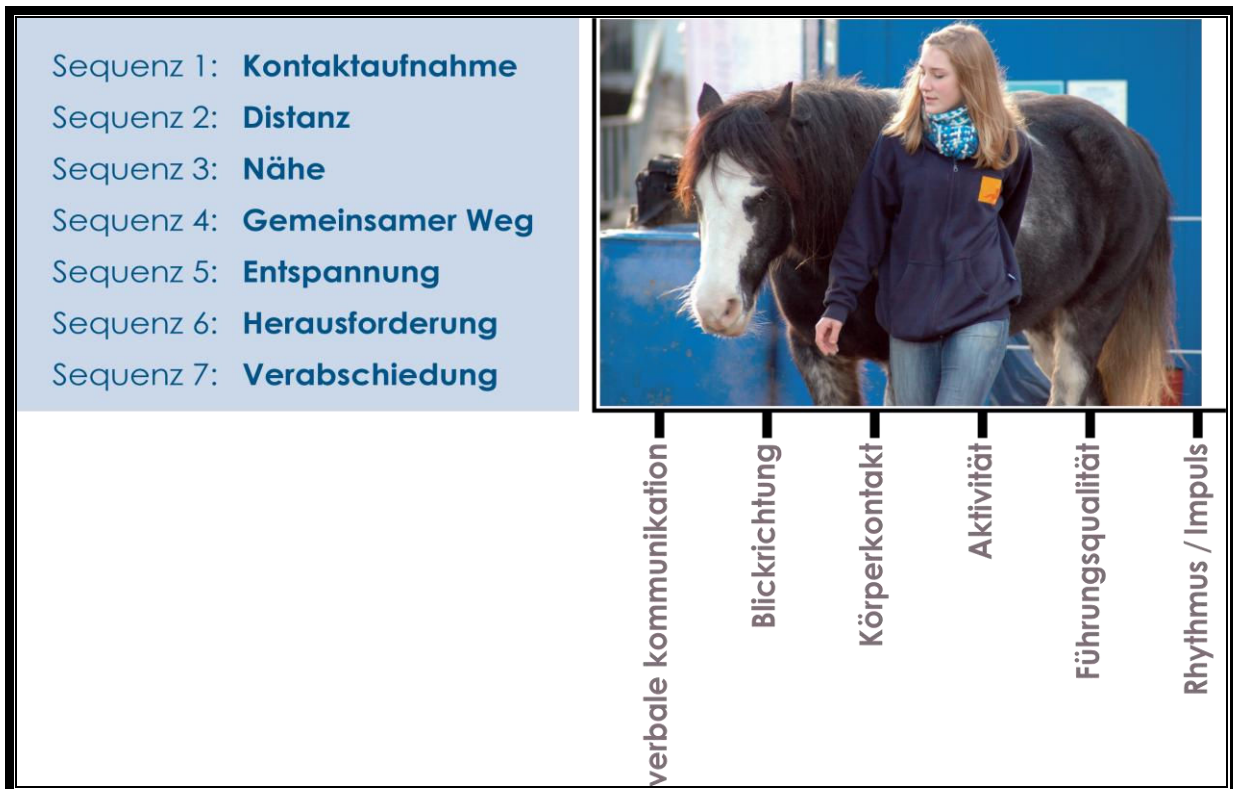 Sequenz 1: Kontaktaufnahme
Sequenz 2: Distanz
Sequenz 3: Nähe
Sequenz 4: Gemeinsamer Weg
Sequenz 5: Entspannung
Sequenz 6: Herausforderung
Sequenz 7: Verabschiedung
verbale kommunikation
Blickrichtung
Körperkontakt
Aktivität
Führungsqualität
Rhythmus / Impuls